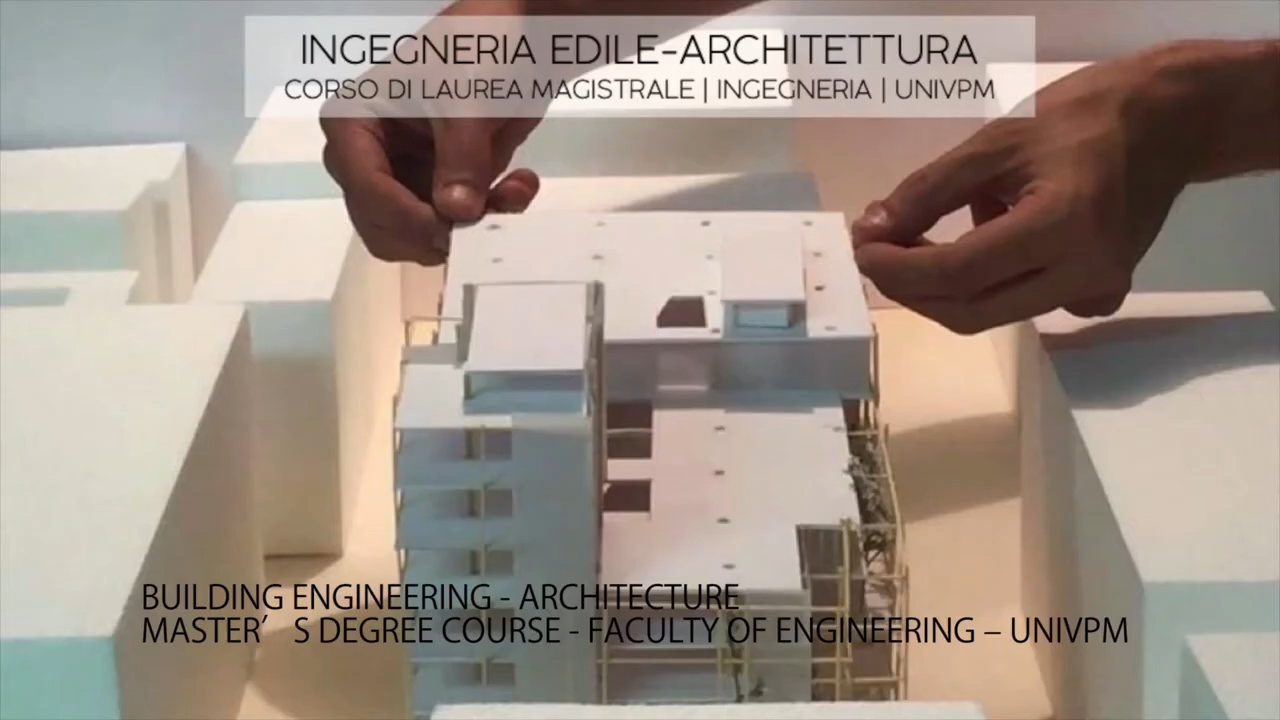 INGEGNERIA EDILE-ARCHITETTURA
CORSO DI LAUREA MAGISTRALE | INGEGNERIA | UNIVPM
BUILDING ENGINEERING - ARCHITECTURE
MASTER’S DEGREE COURSE - FACULTY OF ENGINEERING – UNIVPM